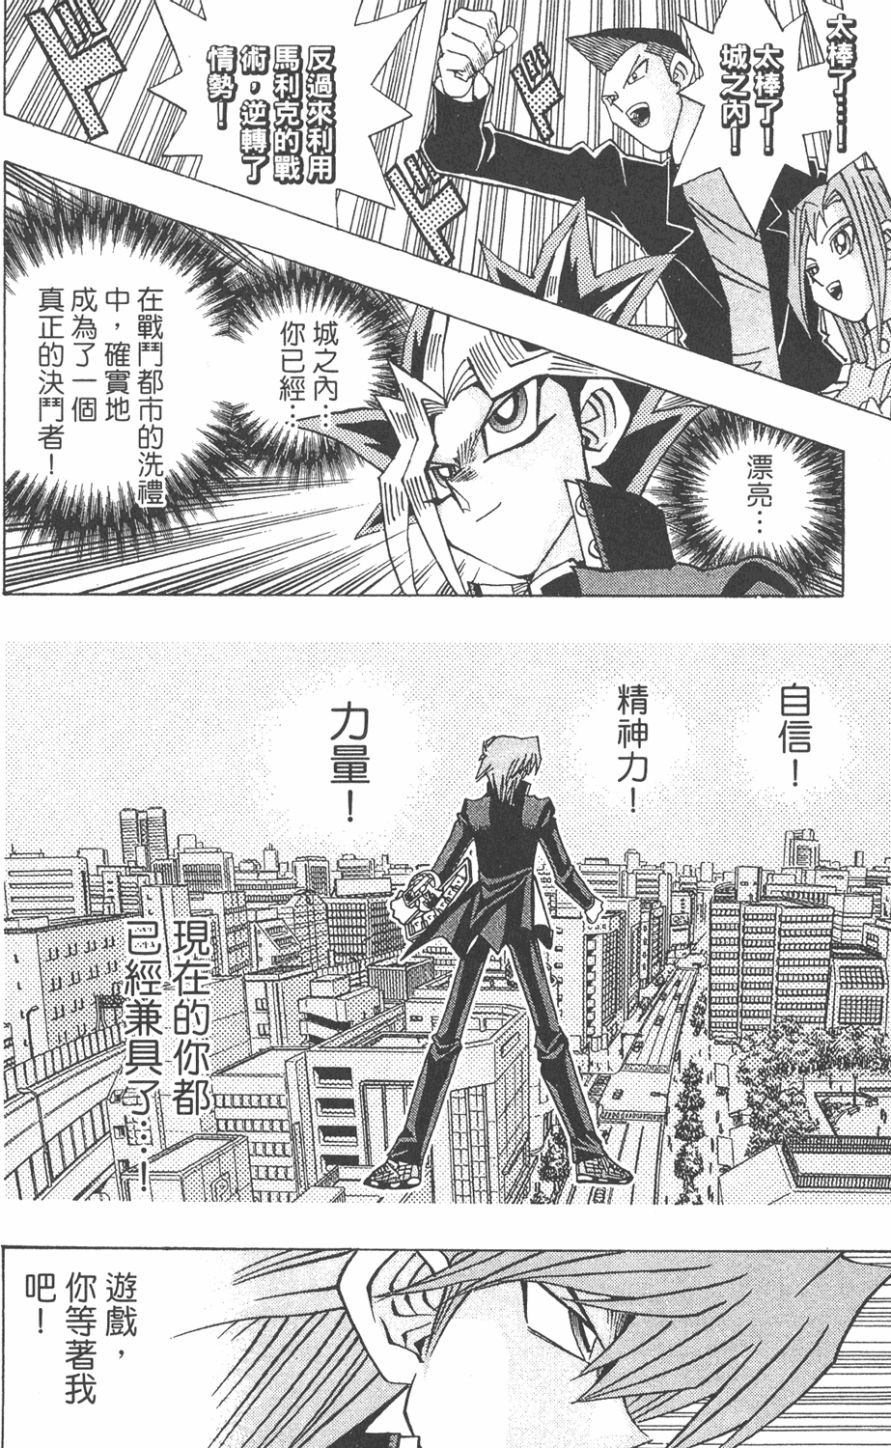 太棒了…！
太棒了！
城之內！
反過來利用
馬利克的戰
術，逆轉了
情勢！
ド
ド
ド
ド
漂亮…
城之內…
你已經…
在戰鬥都市的洗禮
中，確實地
成為了一個
真正的決鬥者！
自信！
精神力！
力量！
現在的你都
已經兼具了…！
遊戲，
你等著我
吧！